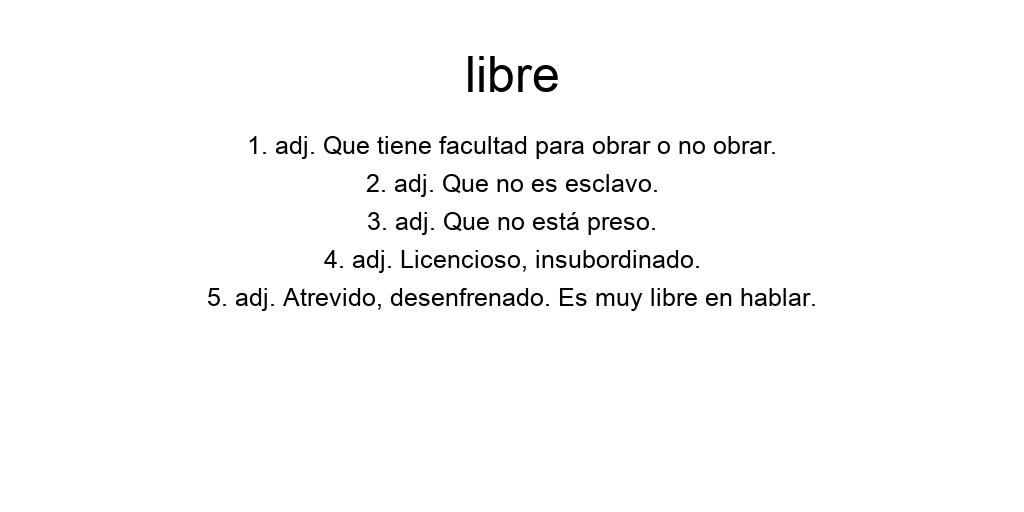 libre
1. adj. Que tiene facultad para obrar o no obrar.
2. adj. Que no es esclavo.
3. adj. Que no está preso.
4. adj. Licencioso, insubordinado.
5. adj. Atrevido, desenfrenado. Es muy libre en hablar.